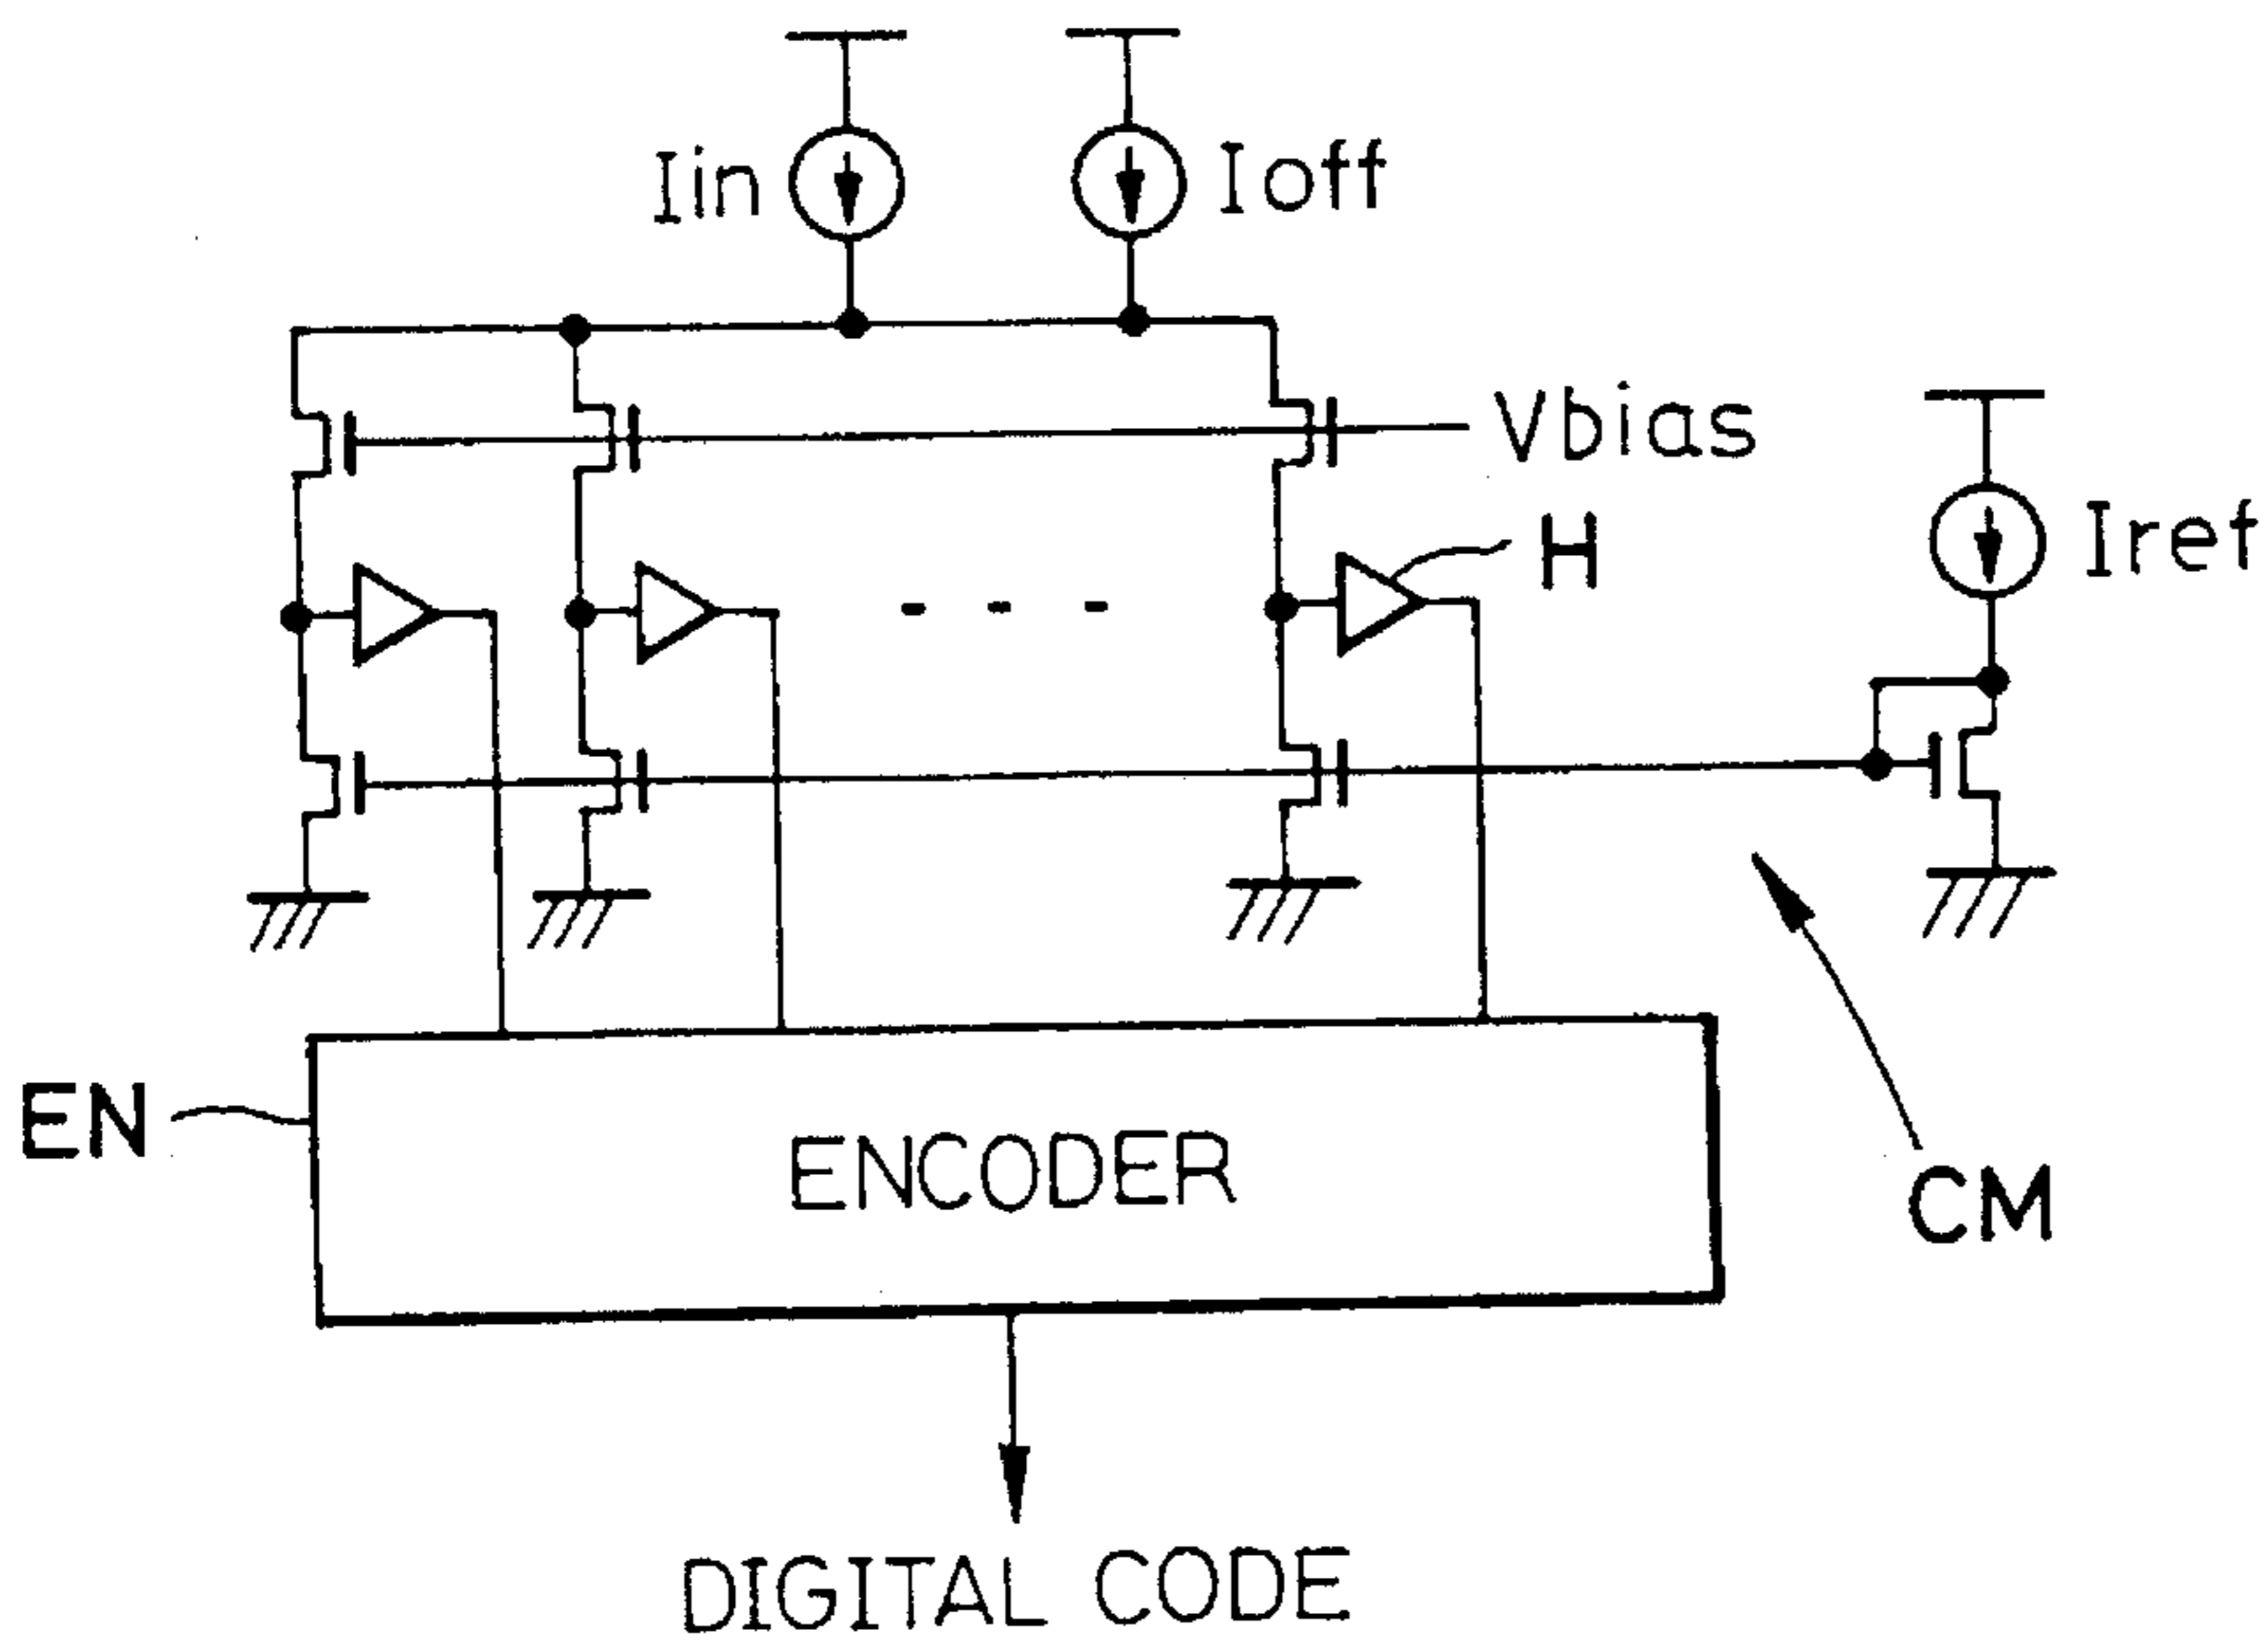 Iin
Ioff
Vbias
H
Iref
EN
ENCODER
CM
DIGITAL CODE